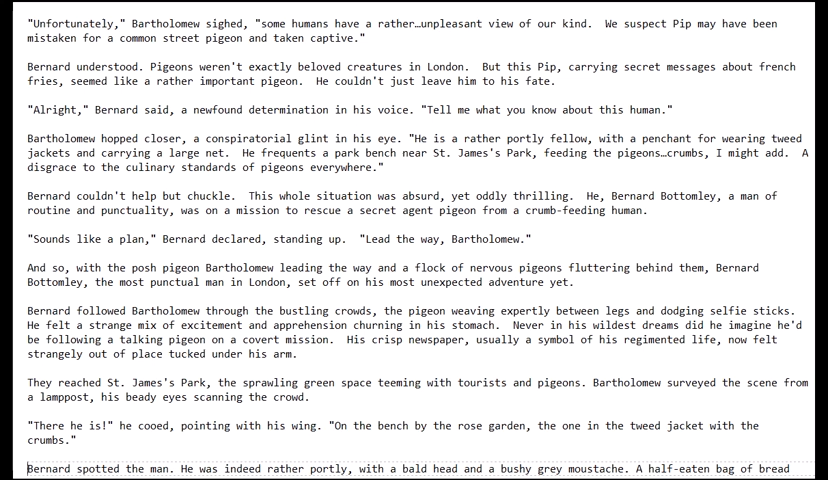 "Unfortunately," Bartholomew sighed, "some humans have a rather…unpleasant view of our kind.  We suspect Pip may have been
mistaken for a common street pigeon and taken captive."
Bernard understood. Pigeons weren't exactly beloved creatures in London.  But this Pip, carrying secret messages about french
fries, seemed like a rather important pigeon.  He couldn't just leave him to his fate.
"Alright," Bernard said, a newfound determination in his voice. "Tell me what you know about this human."
Bartholomew hopped closer, a conspiratorial glint in his eye. "He is a rather portly fellow, with a penchant for wearing tweed
jackets and carrying a large net.  He frequents a park bench near St. James's Park, feeding the pigeons…crumbs, I might add.  A
disgrace to the culinary standards of pigeons everywhere."
Bernard couldn't help but chuckle.  This whole situation was absurd, yet oddly thrilling.  He, Bernard Bottomley, a man of
routine and punctuality, was on a mission to rescue a secret agent pigeon from a crumb-feeding human.
"Sounds like a plan," Bernard declared, standing up.  "Lead the way, Bartholomew."
And so, with the posh pigeon Bartholomew leading the way and a flock of nervous pigeons fluttering behind them, Bernard
Bottomley, the most punctual man in London, set off on his most unexpected adventure yet.
Bernard followed Bartholomew through the bustling crowds, the pigeon weaving expertly between legs and dodging selfie sticks.
He felt a strange mix of excitement and apprehension churning in his stomach.  Never in his wildest dreams did he imagine he'd
be following a talking pigeon on a covert mission.  His crisp newspaper, usually a symbol of his regimented life, now felt
strangely out of place tucked under his arm.
They reached St. James's Park, the sprawling green space teeming with tourists and pigeons. Bartholomew surveyed the scene from
a lamppost, his beady eyes scanning the crowd.
"There he is!" he cooed, pointing with his wing. "On the bench by the rose garden, the one in the tweed jacket with the
crumbs."
Bernard spotted the man. He was indeed rather portly, with a bald head and a bushy grey moustache. A half-eaten bag of bread